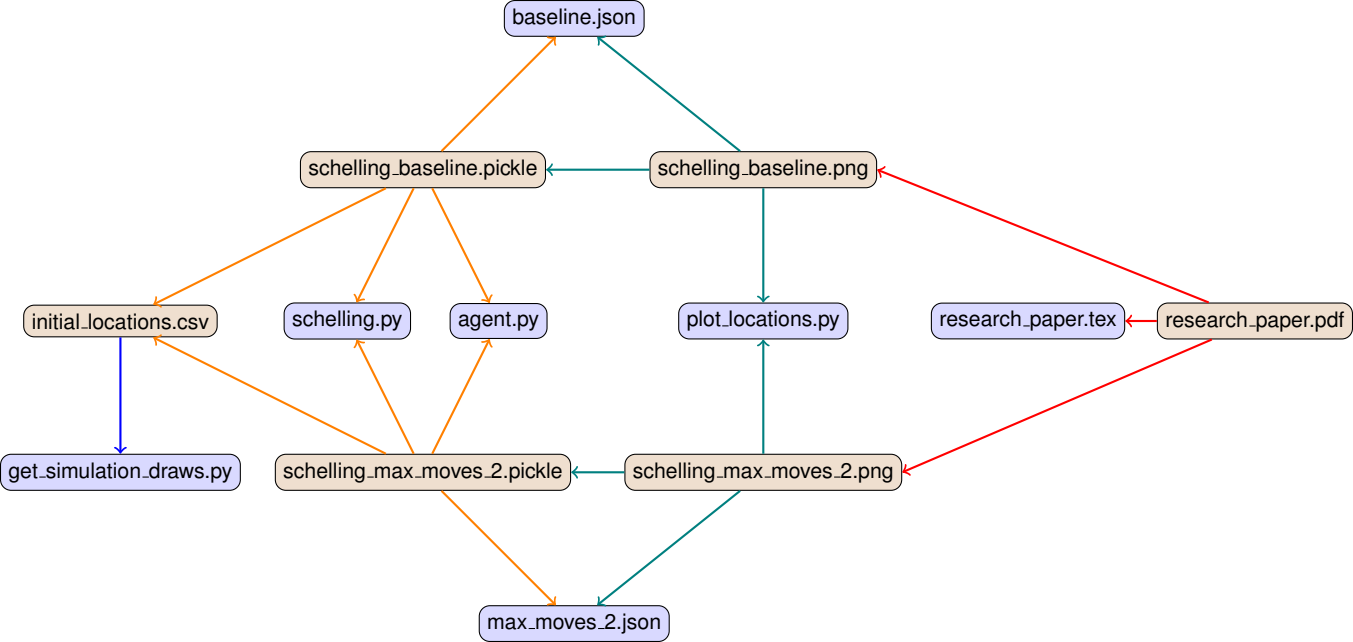 baseline.json
schelling_baseline.pickle
schelling_baseline.png
initial_locations.csv
schelling.py
agent.py
plot_locations.py
research_paper.tex
research_paper.pdf
get_simulation_draws.py
schelling_max_moves_2.pickle
schelling_max_moves_2.png
max_moves_2.json